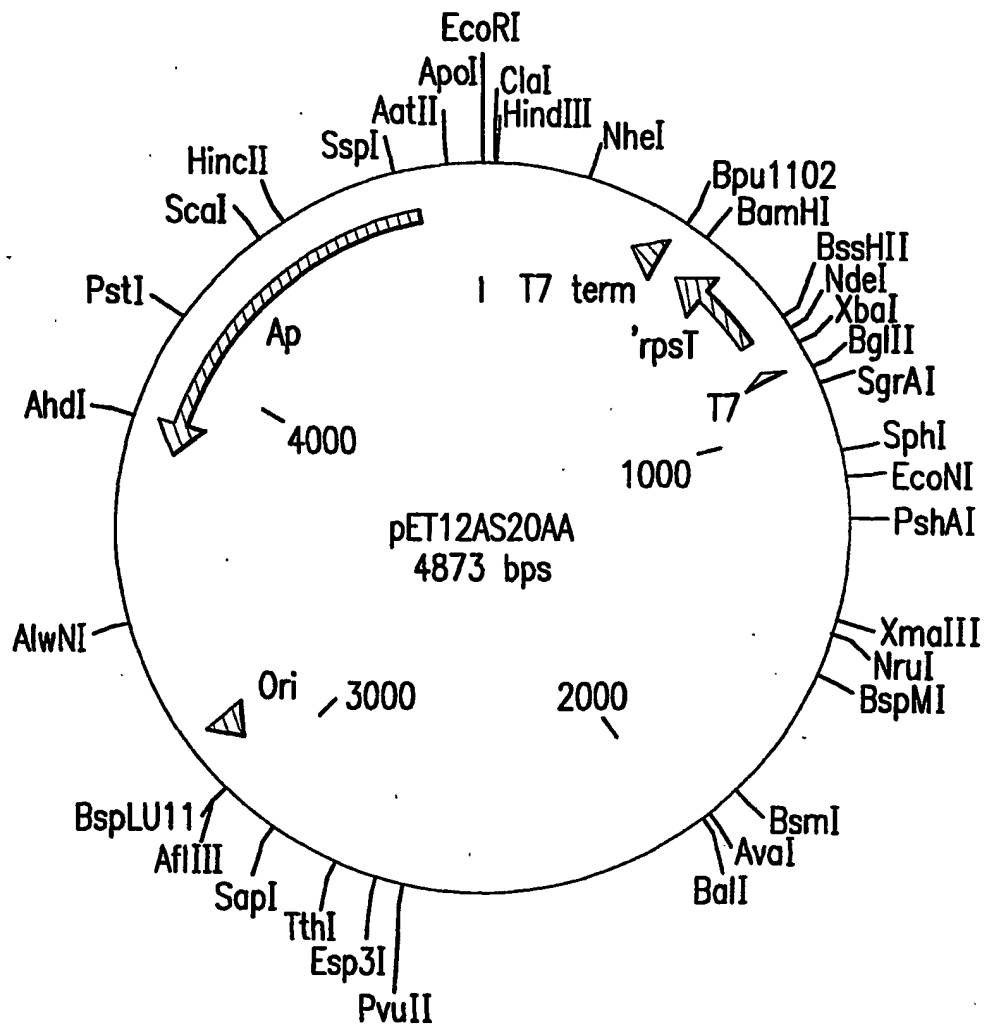 EcoRI
ApoI
ClaI
AatII
HindIII
SspI
NheI
HincII
Bpu1102
ScaI
BamHI
BssHII
NdeI
PstI
I T7 term
XbaI
Ap
'rpsT
BglII
SgrAI
AhdI
T7
4000
SphI
1000
EcoNI
pET12AS20AA
PshAI
4873 bps
AlwNI
XmaIII
NruI
Ori
3000
2000
BspMI
BspLU11
BsmI
AflIII
AvaI
SapI
BalI
TthI
Esp3I
PvuII